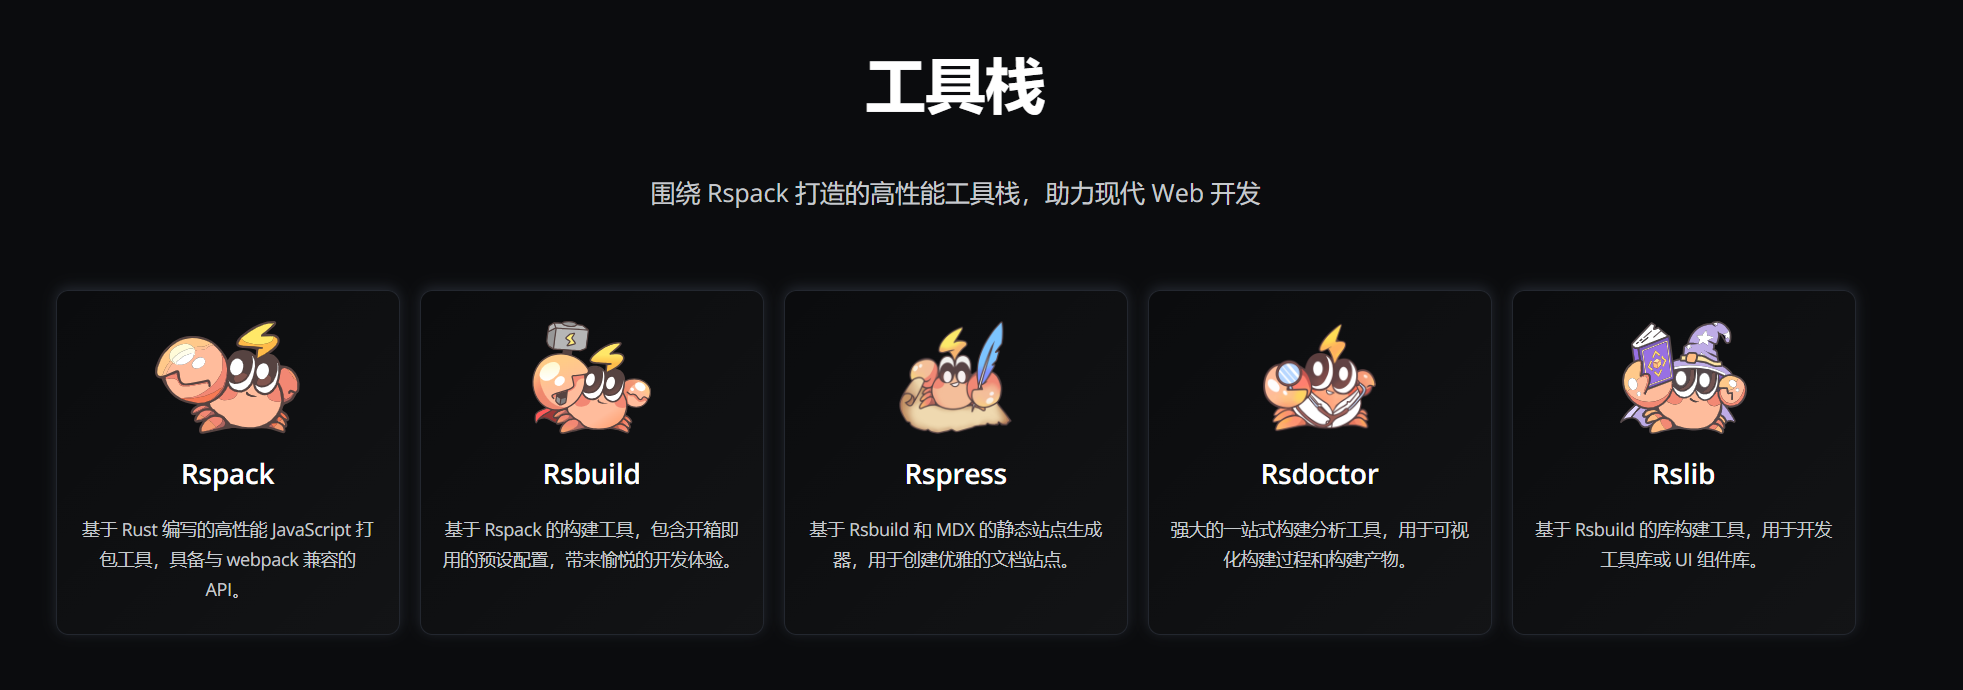 工具栈
围绕 Rspack 打造的高性能工具栈，助力现代 Web 开发
Rspack
基于 Rust 编写的高性能 JavaScript 打
包工具，具备与 webpack 兼容的
API。
Rsbuild
基于 Rspack 的构建工具，包含开箱即
用的预设配置，带来愉悦的开发体验。
Rspress
基于 Rsbuild 和 MDX 的静态站点生成
器，用于创建优雅的文档站点。
Rsdoctor
强大的一站式构建分析工具，用于可视
化构建过程和构建产物。
Rslib
基于 Rsbuild 的库构建工具，用于开发
工具库或 UI 组件库。